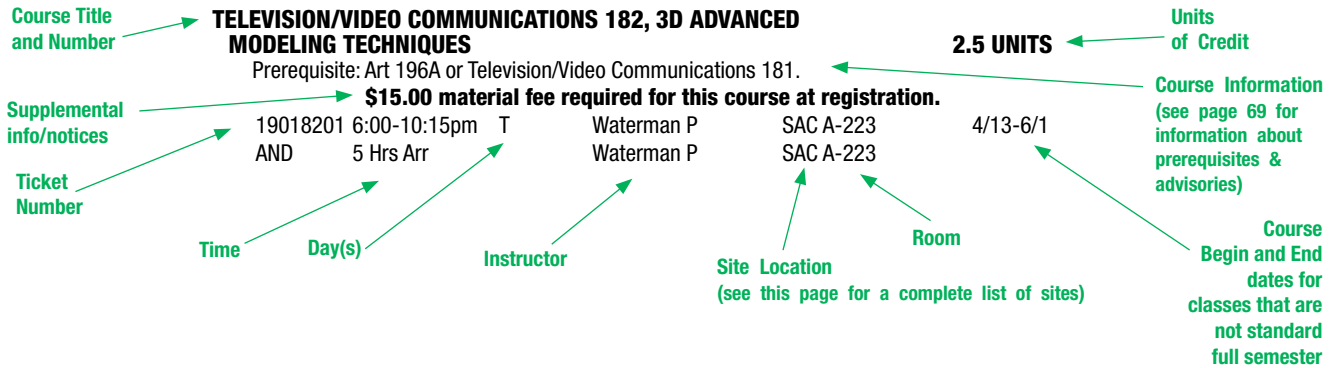 Course Title
and Number
TELEVISION/VIDEO COMMUNICATIONS 182, 3D ADVANCED
MODELING TECHNIQUES
2.5 UNITS
Units
of Credit
Prerequisite: Art 196A or Television/Video Communications 181.
$15.00 material fee required for this course at registration.
Course Information
(see page 69 for
information about
prerequisites &
advisories)
Supplemental
info/notices
19018201 6:00-10:15pm T Waterman P SAC A-223 4/13-6/1
AND 5 Hrs Arr Waterman P SAC A-223
Ticket
Number
Time
Day(s)
Instructor
Site Location
(see this page for a complete list of sites)
Room
Course
Begin and End
dates for
classes that are
not standard
full semester